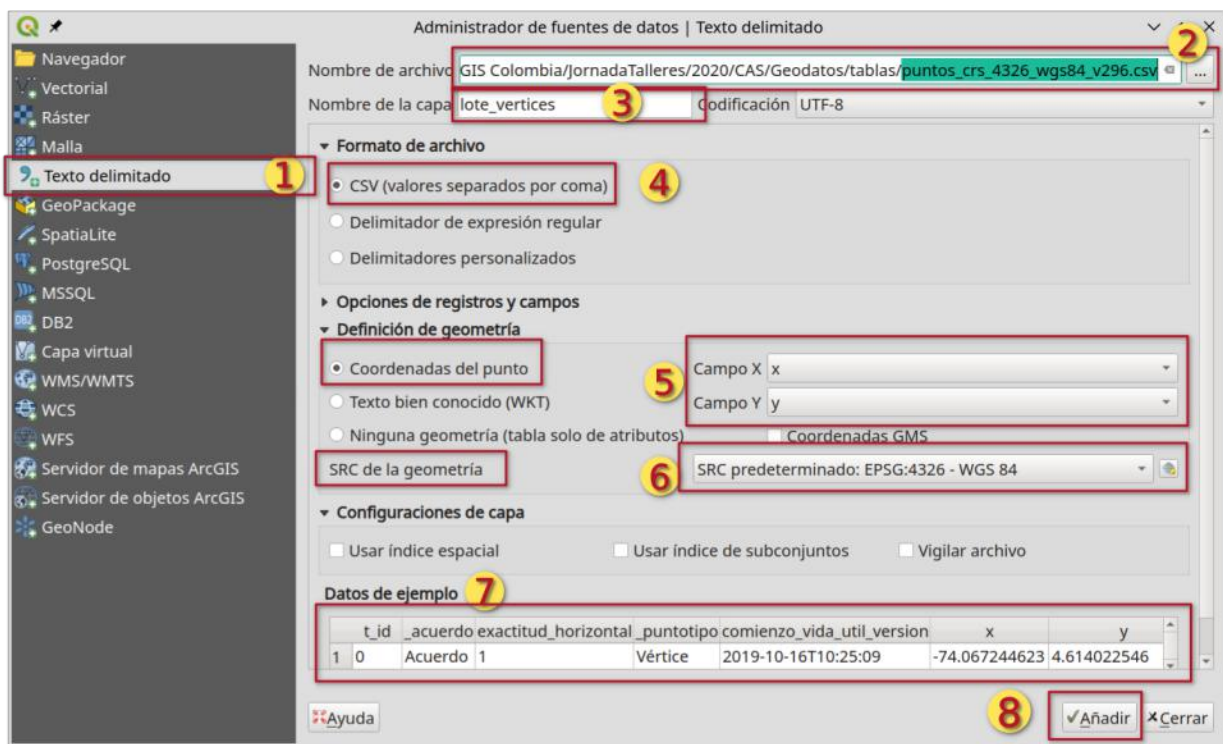 Administrador de fuentes de datos | Texto delimitado
Navegador
Vectorial
Ráster
Malla
Texto delimitado
GeoPackage
SpatiaLite
PostgreSQL
MSSQL
DB2
Capa virtual
WMS/WMTS
WCS
WFS
Servidor de mapas ArcGIS
Servidor de objetos ArcGIS
GeoNode
1
Nombre de archivo GIS Colombia/JornadaTalleres/2020/CAS/Geodatos/tablas/puntos_crs_4326_wgs84_v296.csv ...
2
Nombre de la capa lote_vertices 3 Codificación UTF-8
Formato de archivo
CSV (valores separados por coma) 4
Delimitador de expresión regular
Delimitadores personalizados
Opciones de registros y campos
Definición de geometría
Coordenadas del punto 5 Campo X x
Texto bien conocido (WKT) Campo Y y
Ninguna geometría (tabla solo de atributos) Coordenadas GMS
SRC de la geometría 6 SRC predeterminado: EPSG:4326 - WGS 84
Configuraciones de capa
Usar índice espacial Usar índice de subconjuntos Vigilar archivo
Datos de ejemplo 7
t_id _acuerdo exactitud_horizontal _puntotipo comienzo_vida_util_version x y
1 0 Acuerdo 1 Vértice 2019-10-16T10:25:09 -74.067244623 4.614022546
Ayuda 8 Añadir Cerrar